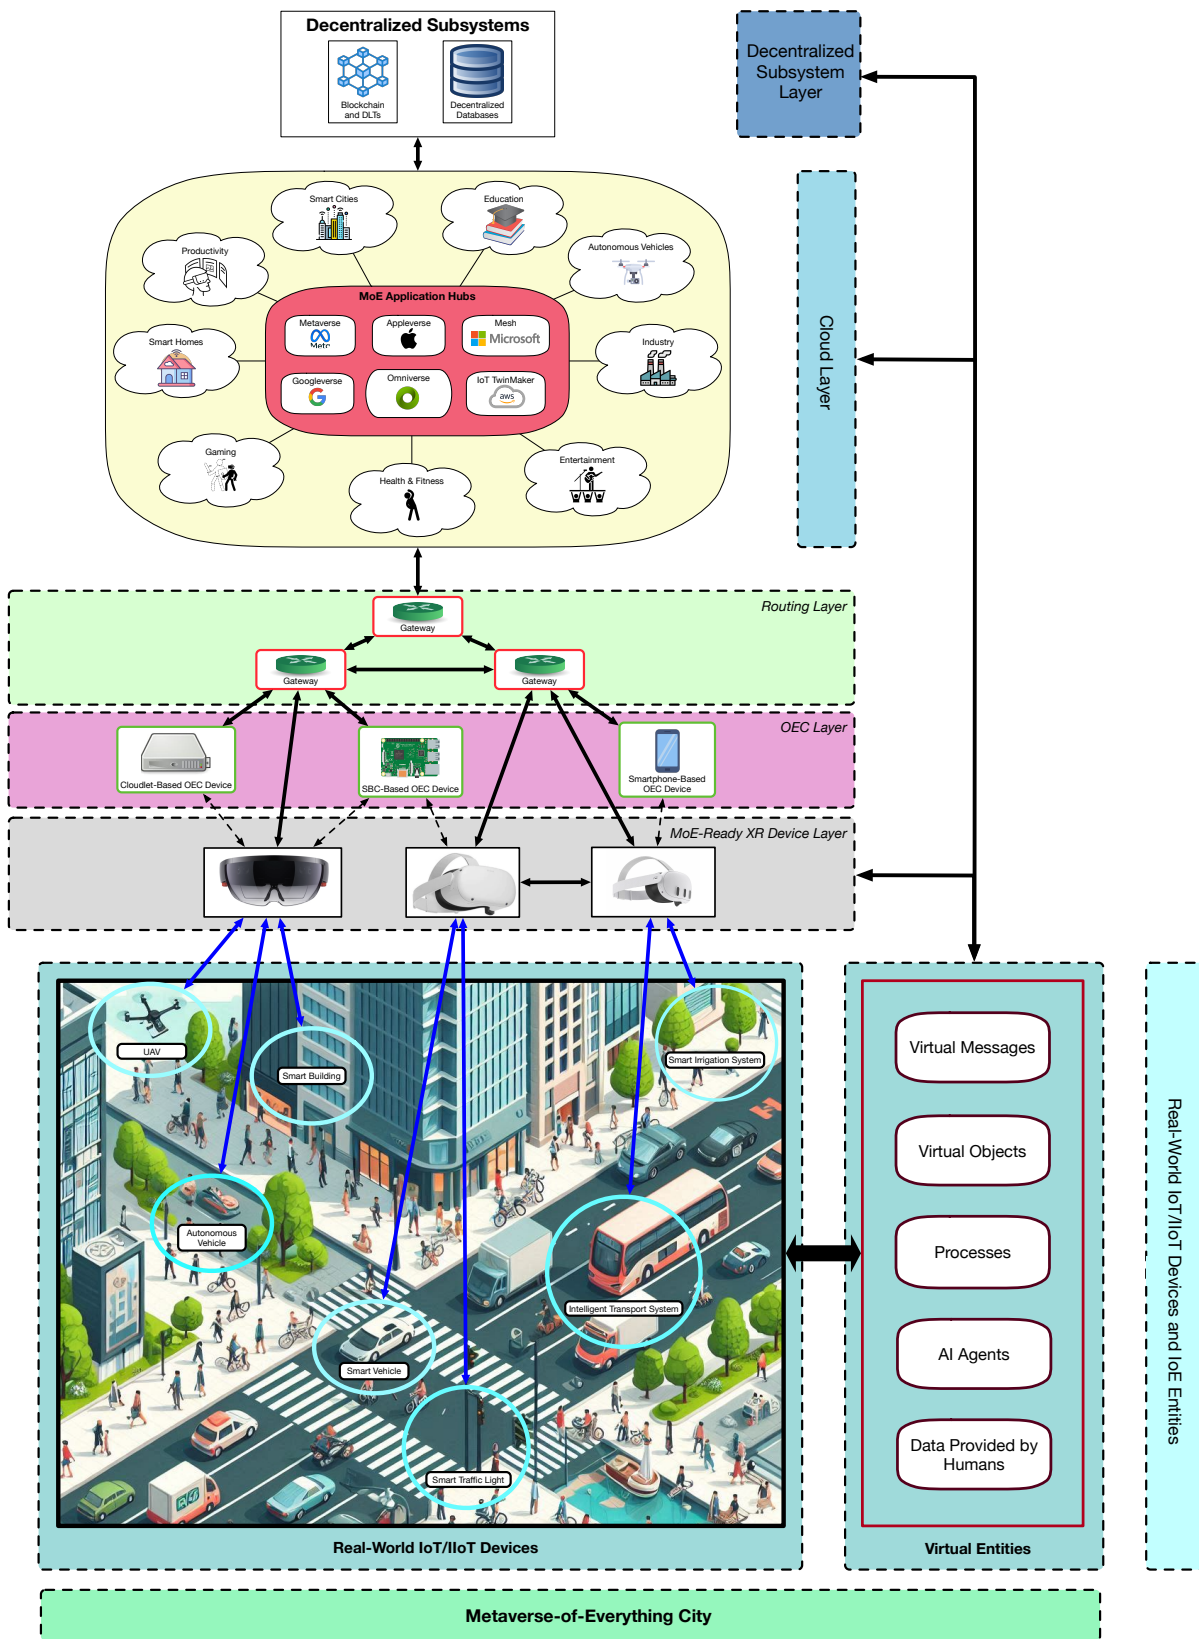 Decentralized Subsystems
Blockchain
and DLTs
Decentralized
Databases
Decentralized
Subsystem
Layer
Smart Cities
Education
Productivity
Autonomous Vehicles
MoE Application Hubs
Metaverse
Meta
Appleverse
Mesh
Microsoft
Smart Homes
Industry
Googleverse
Omniverse
IoT TwinMaker
aws
Gaming
Entertainment
Health & Fitness
Cloud Layer
Routing Layer
Gateway
Gateway
Gateway
OEC Layer
Cloudlet-Based OEC Device
SBC-Based OEC Device
Smartphone-Based
OEC Device
MoE-Ready XR Device Layer
UAV
Smart Building
Smart Irrigation System
Autonomous
Vehicle
Intelligent Transport System
Smart Vehicle
Smart Traffic Light
Real-World IoT/IIoT Devices
Virtual Messages
Virtual Objects
Processes
AI Agents
Data Provided by
Humans
Virtual Entities
Real-World IoT/IIoT Devices and IoE Entities
Metaverse-of-Everything City